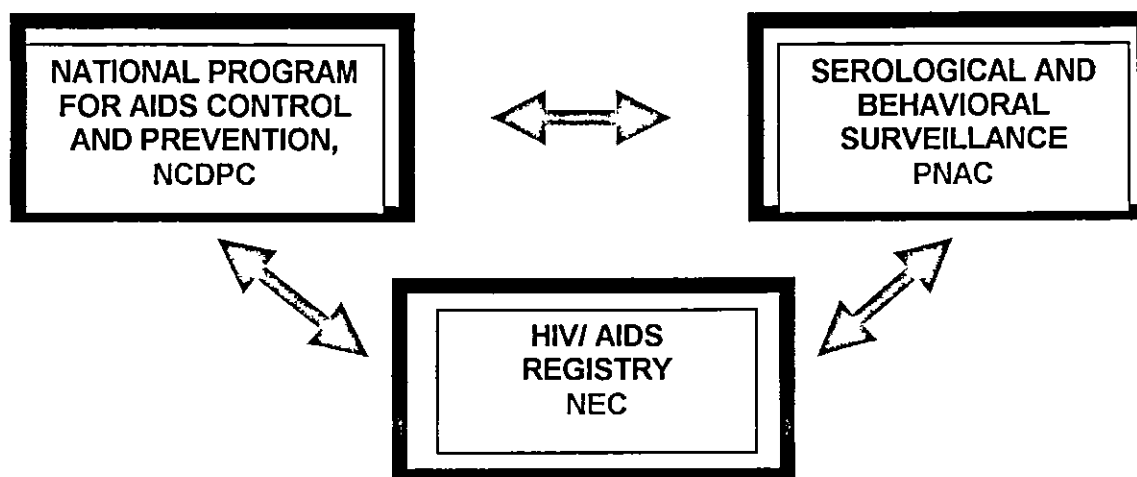 NATIONAL PROGRAM
FOR AIDS CONTROL
AND PREVENTION,
NCDPC
SEROLOGICAL AND
BEHAVIORAL
SURVEILLANCE
PNAC
HIV/ AIDS
REGISTRY
NEC